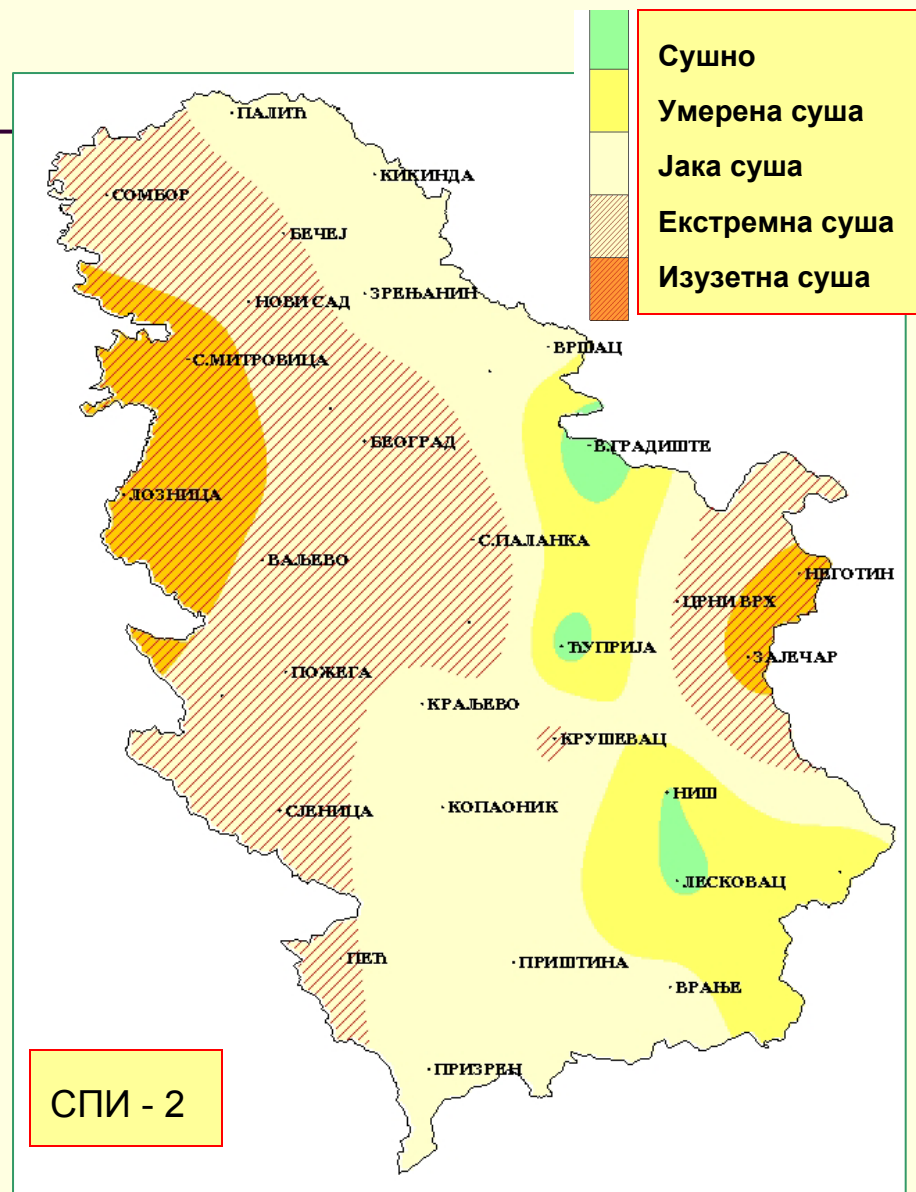 Сушно
Умерена суша
Јака суша
Екстремна суша
Изузетна суша
ПАЛИЋ
КИКИНДА
СОМБОР
БЕЧЕЈ
ЗРЕЊАНИН
НОВИ САД
ВРШАЦ
С.МИТРОВИЦА
БЕОГРАД
В.ГРАДИШТЕ
ЛОЗНИЦА
С.ПАЛАНКА
ВАЉЕВО
НЕГОТИН
ЦРНИ ВРХ
ЋУПРИЈА
ЗАЈЕЧАР
ПОЖЕГА
КРАЉЕВО
КРУШЕВАЦ
НИШ
СЈЕНИЦА
КОПАОНИК
ЛЕСКОВАЦ
ПЕЋ
ПРИШТИНА
ВРАЊЕ
ПРИЗРЕН
СПИ - 2